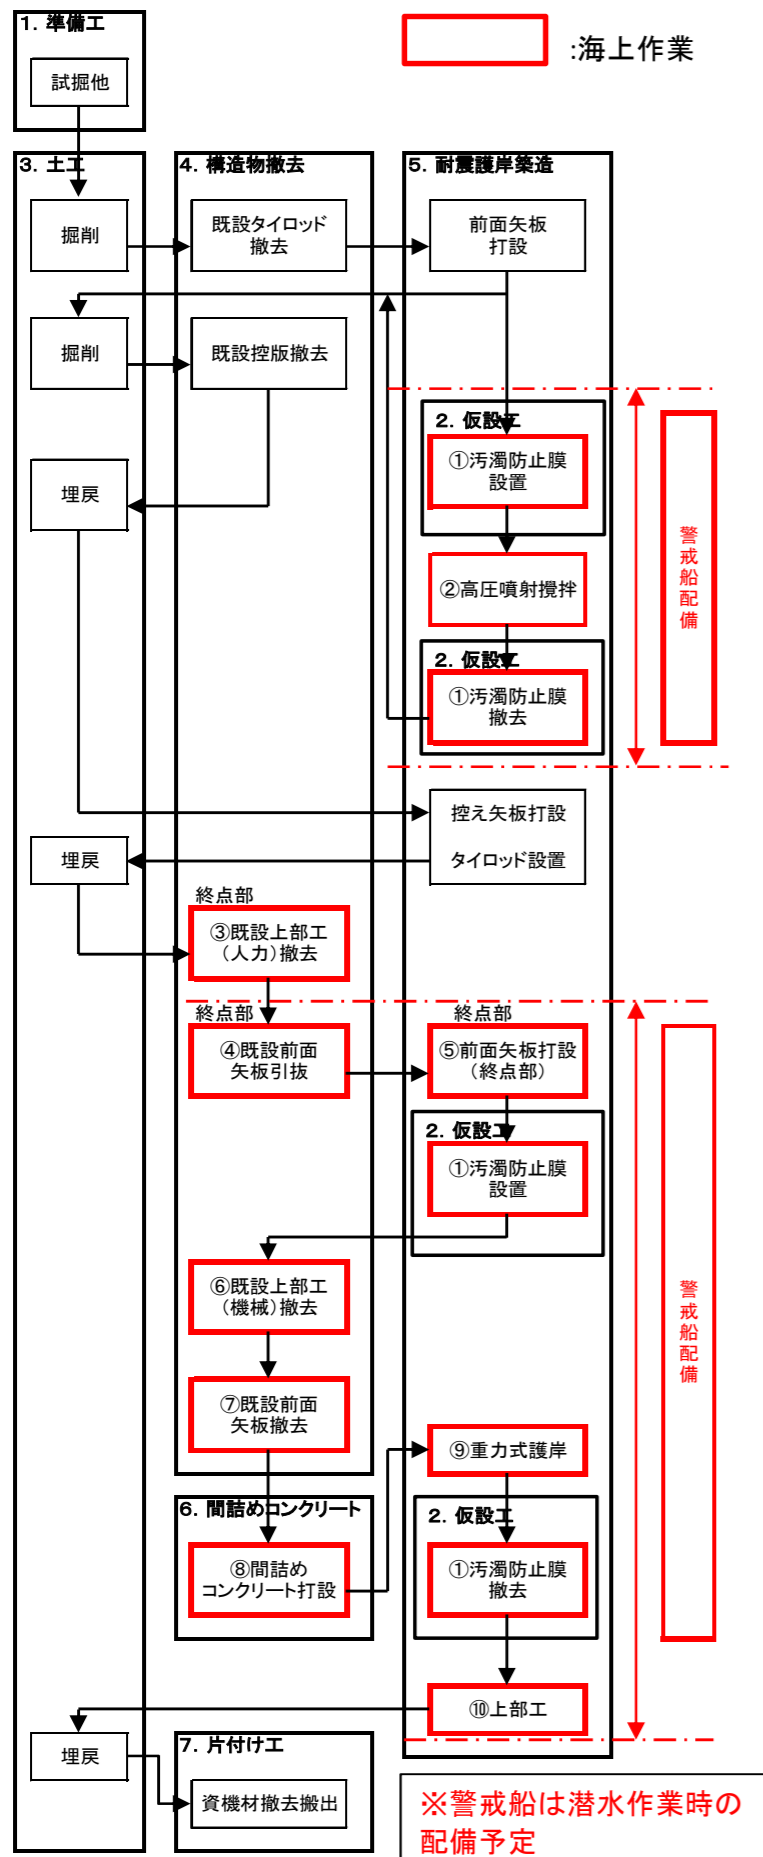 1. 準備工
:海上作業
試掘他
3. 土工
4. 構造物撤去
5. 耐震護岸築造
掘削
既設タイロッド
撤去
前面矢板
打設
掘削
既設控版撤去
2. 仮設工
①汚濁防止膜
設置
埋戻
警戒船配備
②高圧噴射攪拌
2. 仮設工
①汚濁防止膜
撤去
控え矢板打設
タイロッド設置
埋戻
終点部
③既設上部工
（人力）撤去
終点部
④既設前面
矢板引抜
終点部
⑤前面矢板打設
（終点部）
2. 仮設工
①汚濁防止膜
設置
⑥既設上部工
（機械）撤去
警戒船配備
⑦既設前面
矢板撤去
⑨重力式護岸
6. 間詰めコンクリート
⑧間詰め
コンクリート打設
2. 仮設工
①汚濁防止膜
撤去
⑩上部工
埋戻
7. 片付け工
資機材撤去搬出
※警戒船は潜水作業時の
配備予定